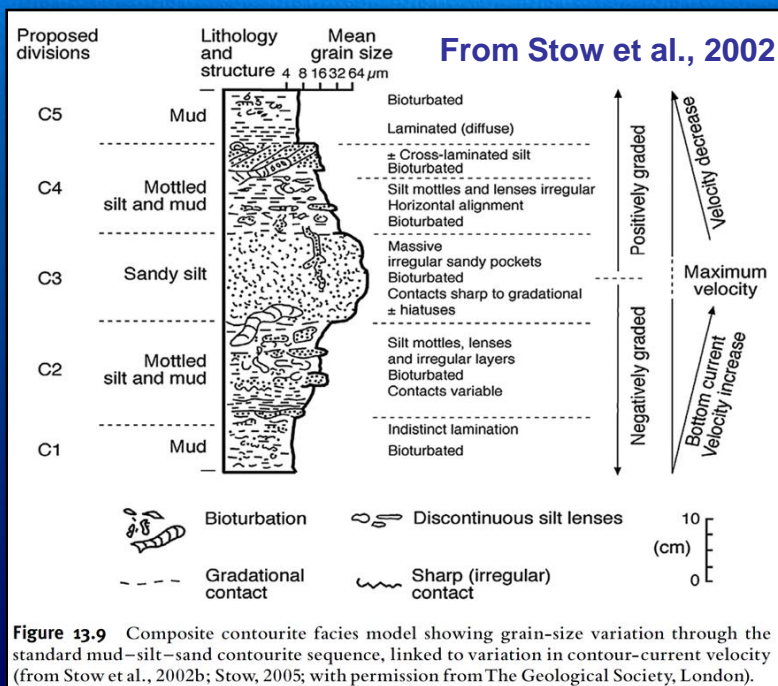 From Stow et al., 2002
Proposed divisions
Lithology and structure
Mean grain size
4 8 16 32 64 µm
C5
Mud
Bioturbated
Laminated (diffuse)
C4
Mottled silt and mud
± Cross-laminated silt
Bioturbated
Silt mottles and lenses irregular
Horizontal alignment
Bioturbated
C3
Sandy silt
Massive
irregular sandy pockets
Bioturbated
Contacts sharp to gradational
± hiatuses
C2
Mottled silt and mud
Silt mottles, lenses
and irregular layers
Bioturbated
Contacts variable
C1
Mud
Indistinct lamination
Bioturbated
Positively graded
Negatively graded
Velocity decrease
Maximum velocity
Bottom current
Velocity increase
Bioturbation
Discontinuous silt lenses
Gradational contact
Sharp (irregular) contact
10
(cm)
0
Figure 13.9 Composite contourite facies model showing grain-size variation through the
standard mud–silt–sand contourite sequence, linked to variation in contour-current velocity
(from Stow et al., 2002b; Stow, 2005; with permission from The Geological Society, London).